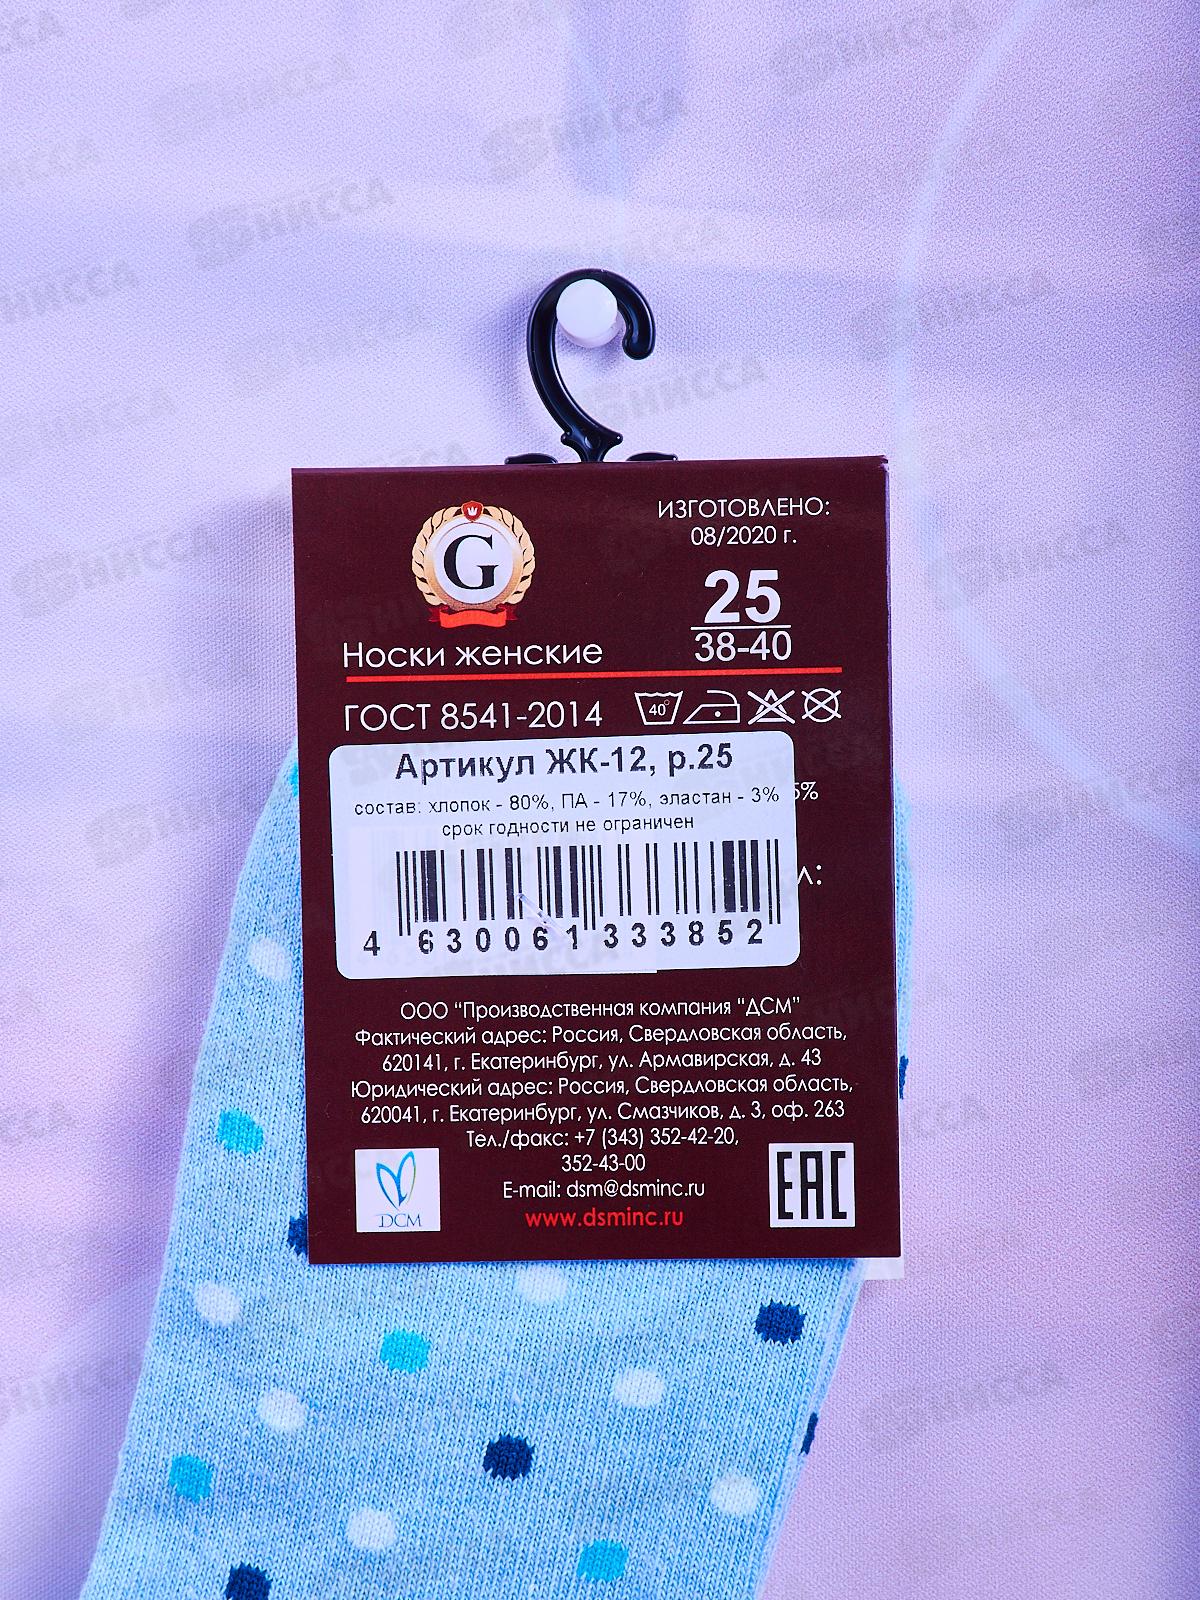 G
ИЗГОТОВЛЕНО:
08/2020 г.
25
38-40
Носки женские
ГОСТ 8541-2014
40°
Артикул ЖК-12, р.25
состав: хлопок - 80%, ПА - 17%, эластан - 3%
срок годности не ограничен
4 630061 333852
ООО “Производственная компания “ДСМ”
Фактический адрес: Россия, Свердловская область,
620141, г. Екатеринбург, ул. Армавирская, д. 43
Юридический адрес: Россия, Свердловская область,
620041, г. Екатеринбург, ул. Смазчиков, д. 3, оф. 263
Тел./факс: +7 (343) 352-42-20,
352-43-00
E-mail: dsm@dsminc.ru
www.dsminc.ru
ДСМ
EAC